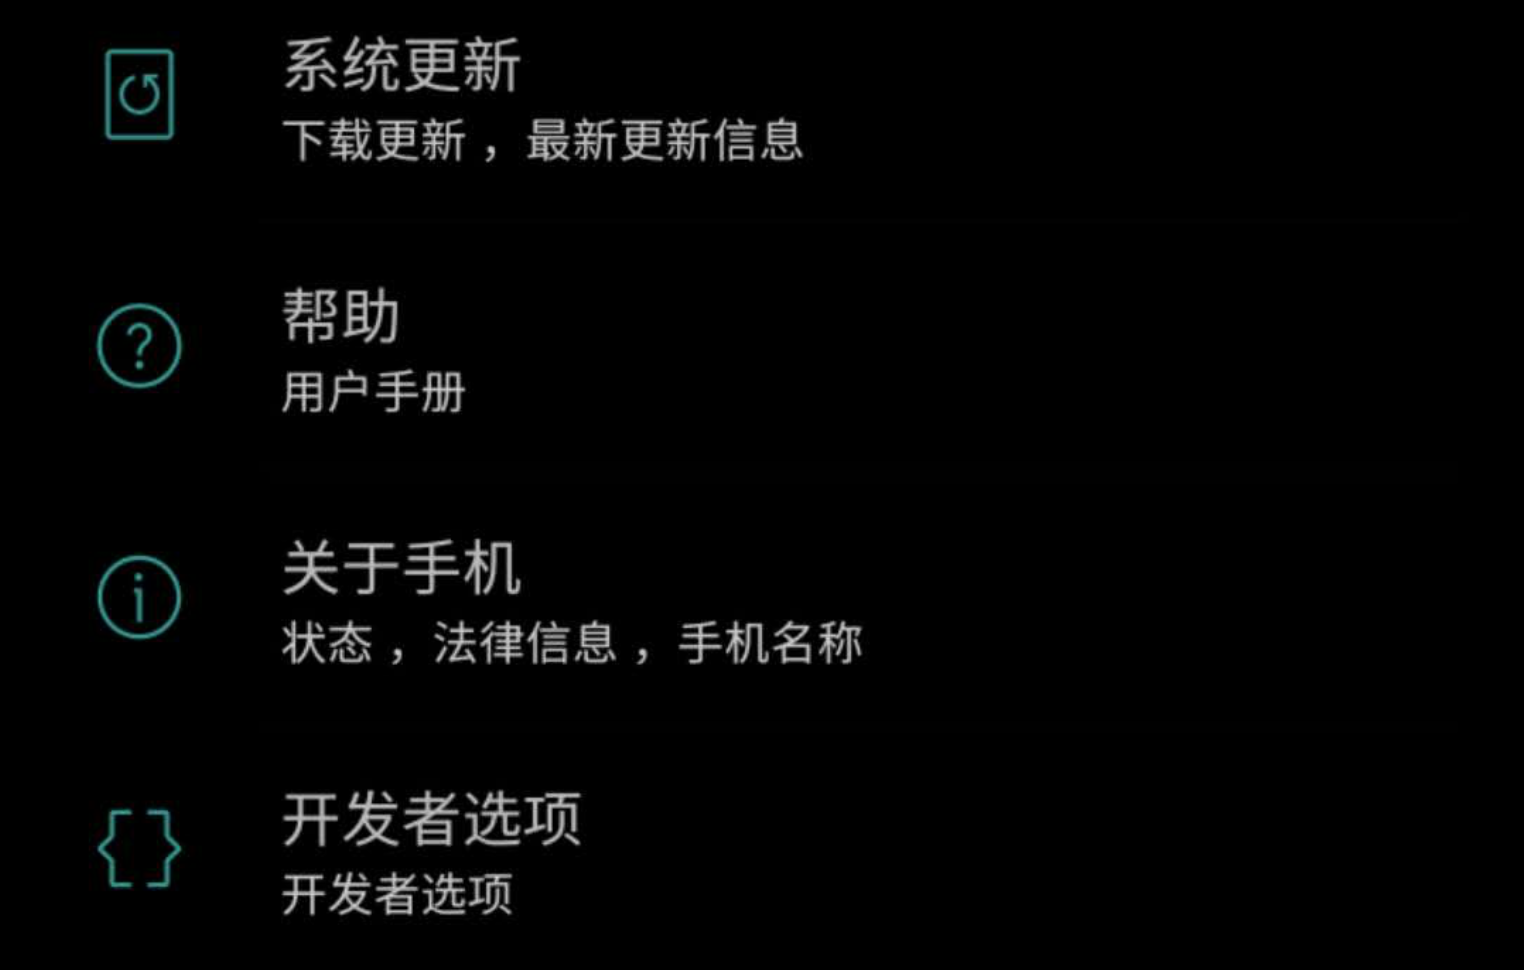 系统更新
下载更新，最新更新信息
帮助
用户手册
关于手机
状态，法律信息，手机名称
开发者选项
开发者选项